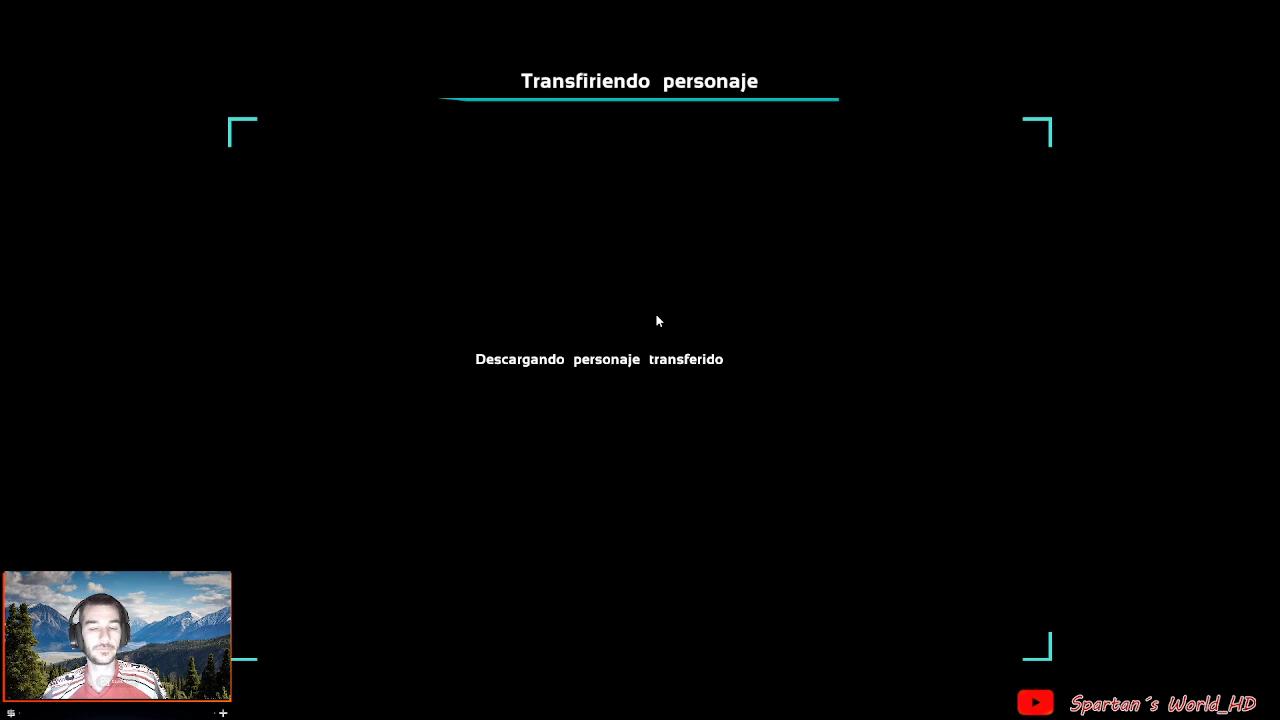 Transfiriendo personaje
Descargando personaje transferido
Spartan´s World_HD